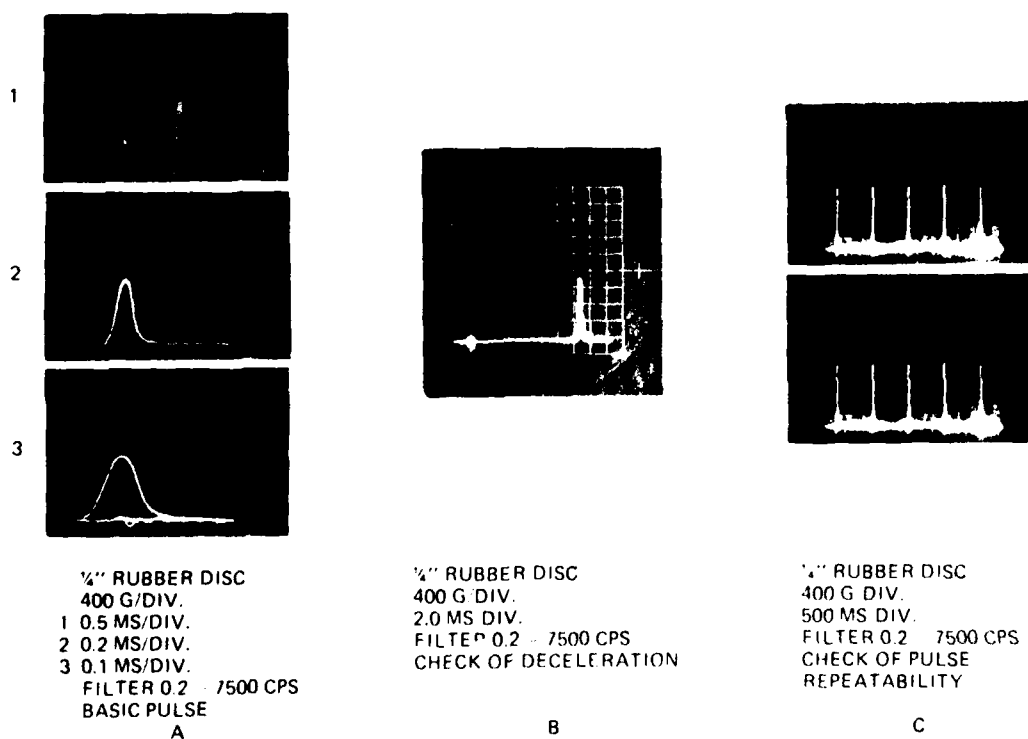 1
2
3
¼" RUBBER DISC
400 G/DIV.
1 0.5 MS/DIV.
2 0.2 MS/DIV.
3 0.1 MS/DIV.
FILTER 0.2 - 7500 CPS
BASIC PULSE
A
¼" RUBBER DISC
400 G/DIV.
2.0 MS DIV.
FILTER 0.2 - 7500 CPS
CHECK OF DECELERATION
B
¼" RUBBER DISC
400 G DIV.
500 MS DIV.
FILTER 0.2 7500 CPS
CHECK OF PULSE
REPEATABILITY
C